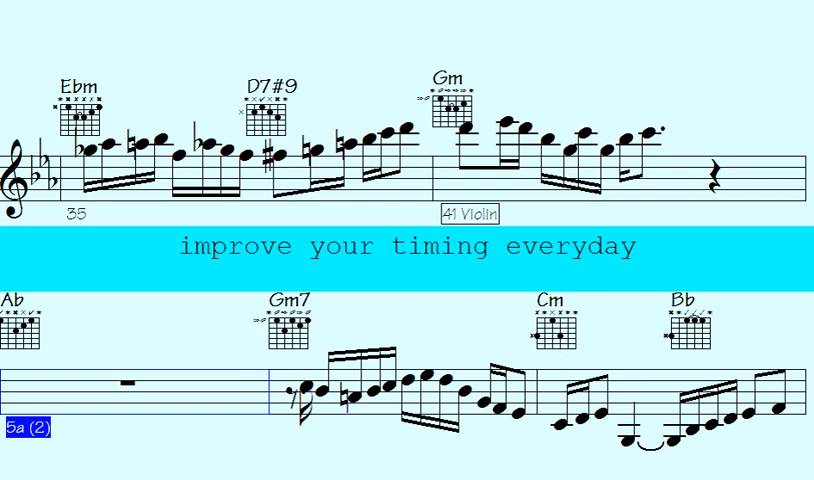 Ebm D7#9 Gm
35 41 Violin
improve your timing everyday
Ab Gm7 Cm Bb
5a (2)